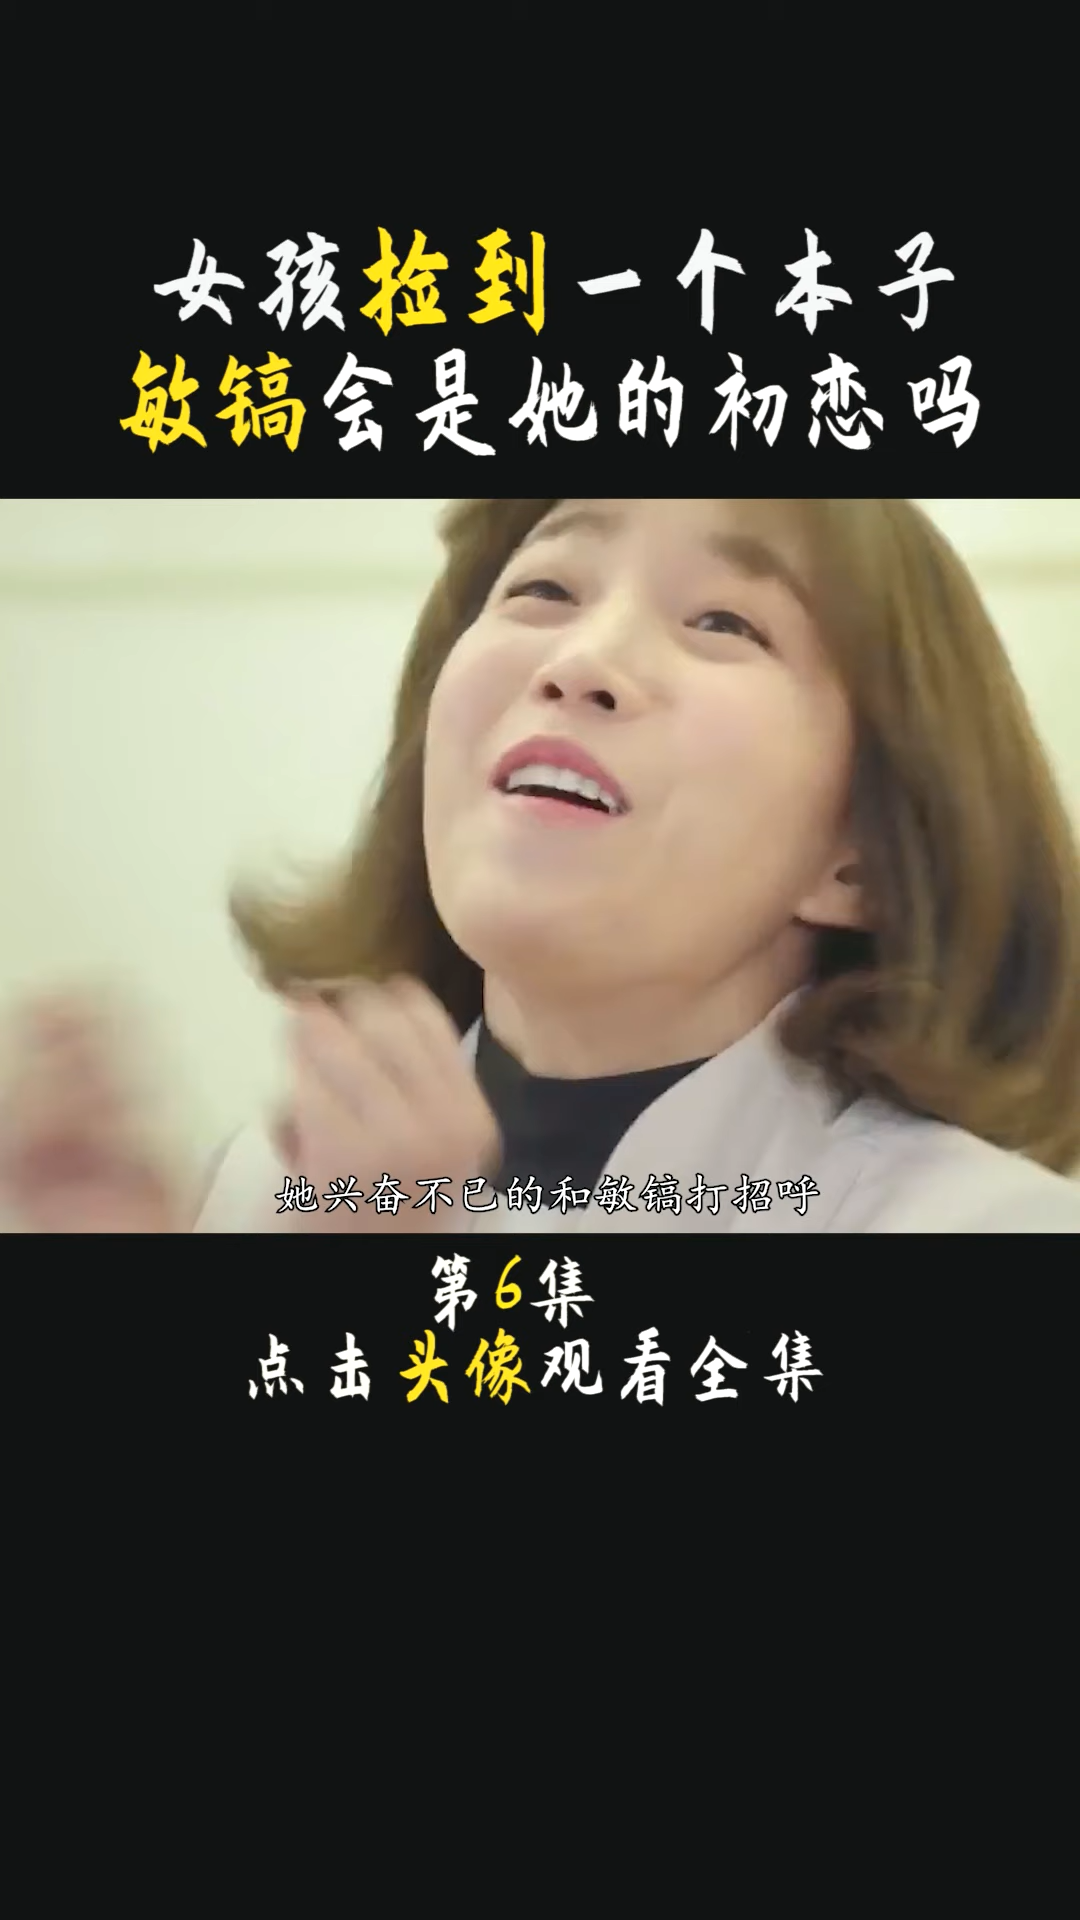 女孩捡到一个本子
敏镐会是她的初恋吗
她兴奋不已的和敏镐打招呼
第6集
点击头像观看全集